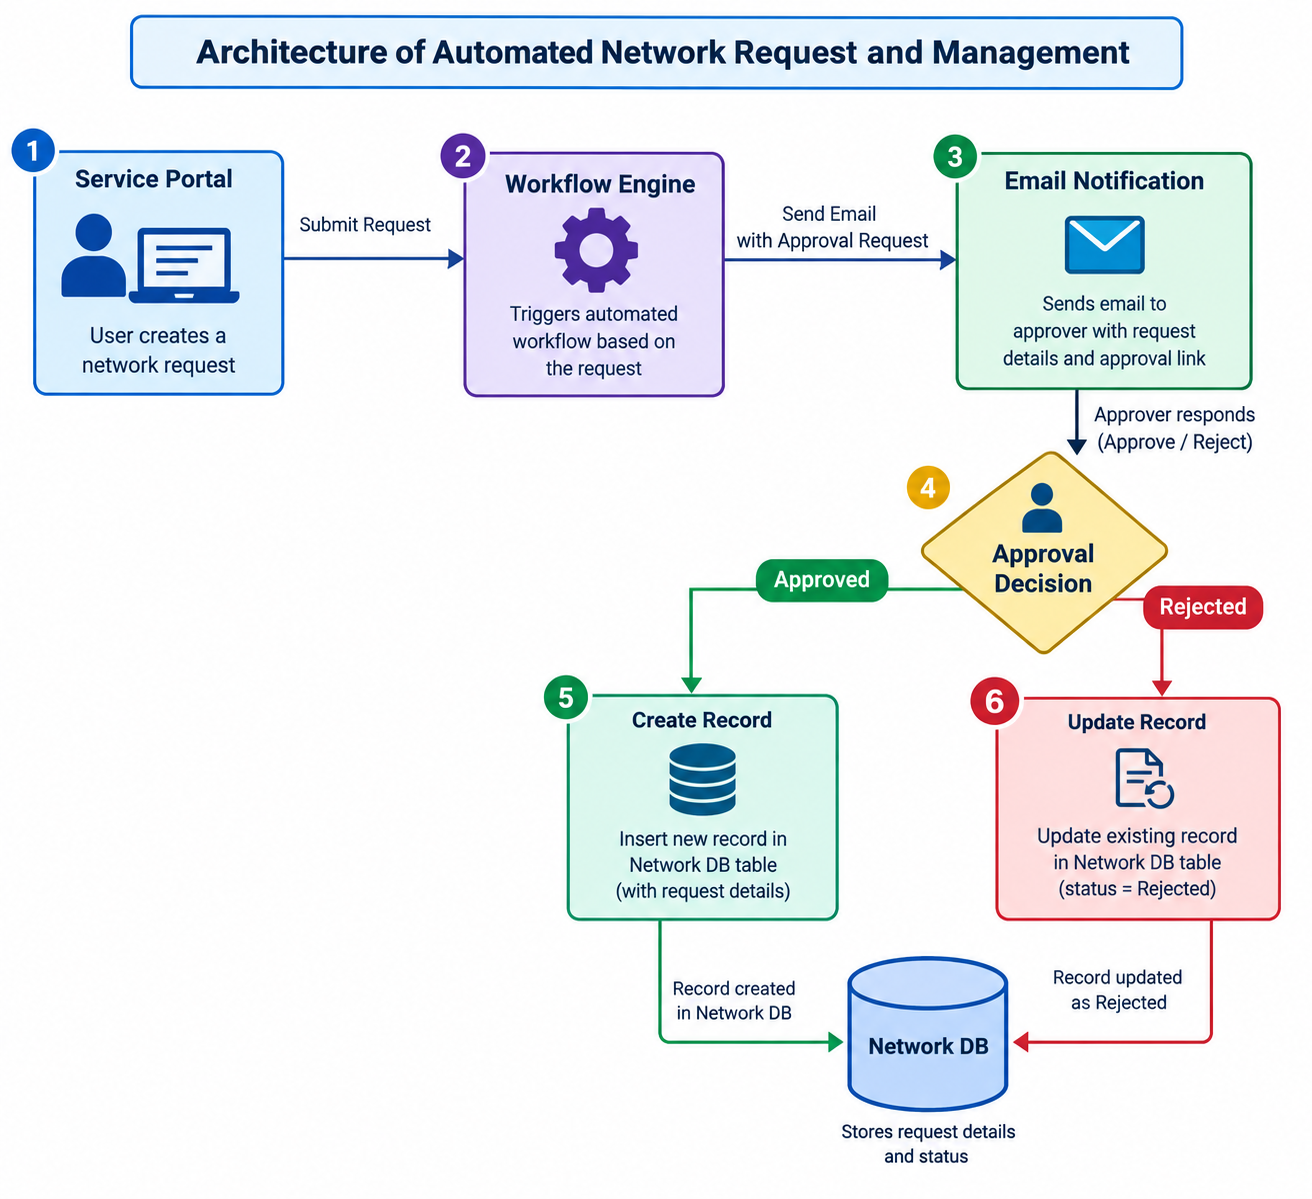 Architecture of Automated Network Request and Management
1
Service Portal
User creates a
network request
Submit Request
2
Workflow Engine
Triggers automated
workflow based on
the request
Send Email
with Approval Request
3
Email Notification
Sends email to
approver with request
details and approval link
Approver responds
(Approve / Reject)
4
Approval
Decision
Approved
Rejected
5
Create Record
Insert new record in
Network DB table
(with request details)
6
Update Record
Update existing record
in Network DB table
(status = Rejected)
Record created
in Network DB
Record updated
as Rejected
Network DB
Stores request details
and status